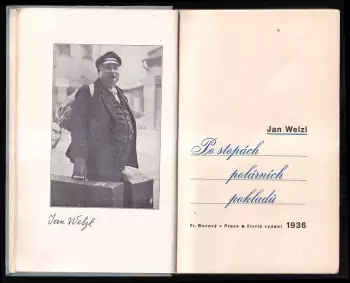 Jan Welzl
Jan Welzl
Po stopách
polárních
pokladů
Fr. Borový v Praze ■ čtvrté vydání 1936